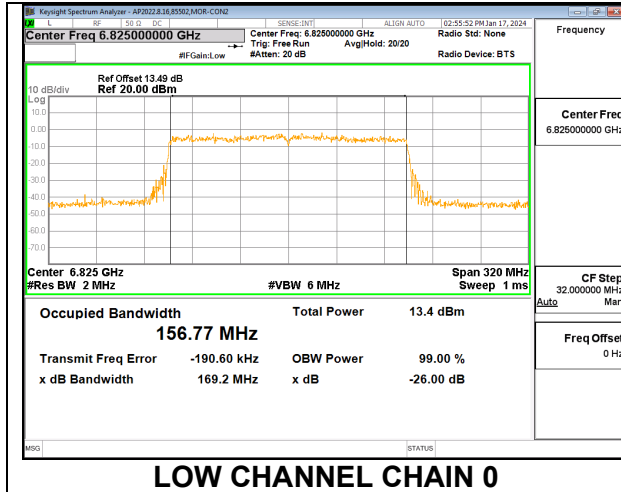 Keysight Spectrum Analyzer - AP2022.8.16,85502,MOR-CON2
L RF 50 Ω DC SENSE:INT ALIGN AUTO 02:55:52 PM Jan 17, 2024
Center Freq 6.825000000 GHz
Center Freq: 6.825000000 GHz Radio Std: None
Trig: Free Run Avg|Hold: 20/20
#IFGain:Low #Atten: 20 dB Radio Device: BTS
Frequency
Ref Offset 13.49 dB
10 dB/div Ref 20.00 dBm
Log
10.0
0.00
-10.0
-20.0
-30.0
-40.0
-50.0
-60.0
-70.0
Center 6.825 GHz Span 320 MHz
#Res BW 2 MHz #VBW 6 MHz Sweep 1 ms
Occupied Bandwidth Total Power 13.4 dBm
156.77 MHz
Transmit Freq Error -190.60 kHz OBW Power 99.00 %
x dB Bandwidth 169.2 MHz x dB -26.00 dB
Center Freq
6.825000000 GHz
CF Step
32.000000 MHz
Auto Man
Freq Offset
0 Hz
MSG STATUS
LOW CHANNEL CHAIN 0